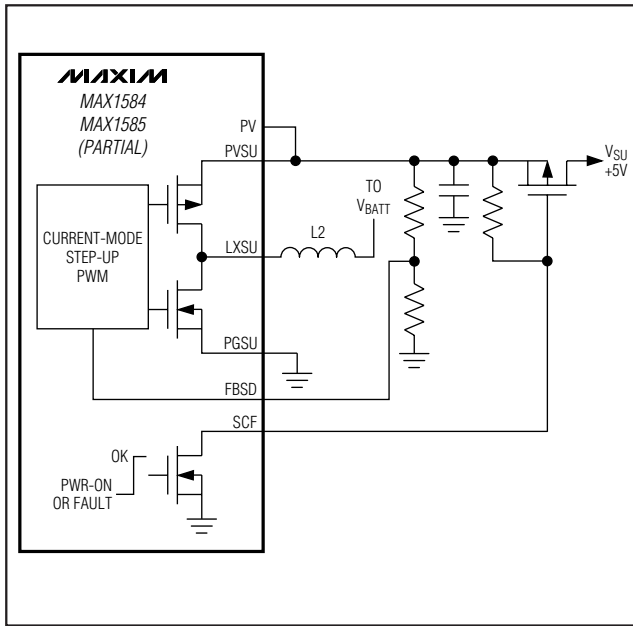 MAXIM
MAX1584
MAX1585
(PARTIAL)
PV
PVSU
VSU
+5V
TO
VBATT
CURRENT-MODE
STEP-UP
PWM
LXSU
L2
PGSU
FBSD
SCF
OK
PWR-ON
OR FAULT